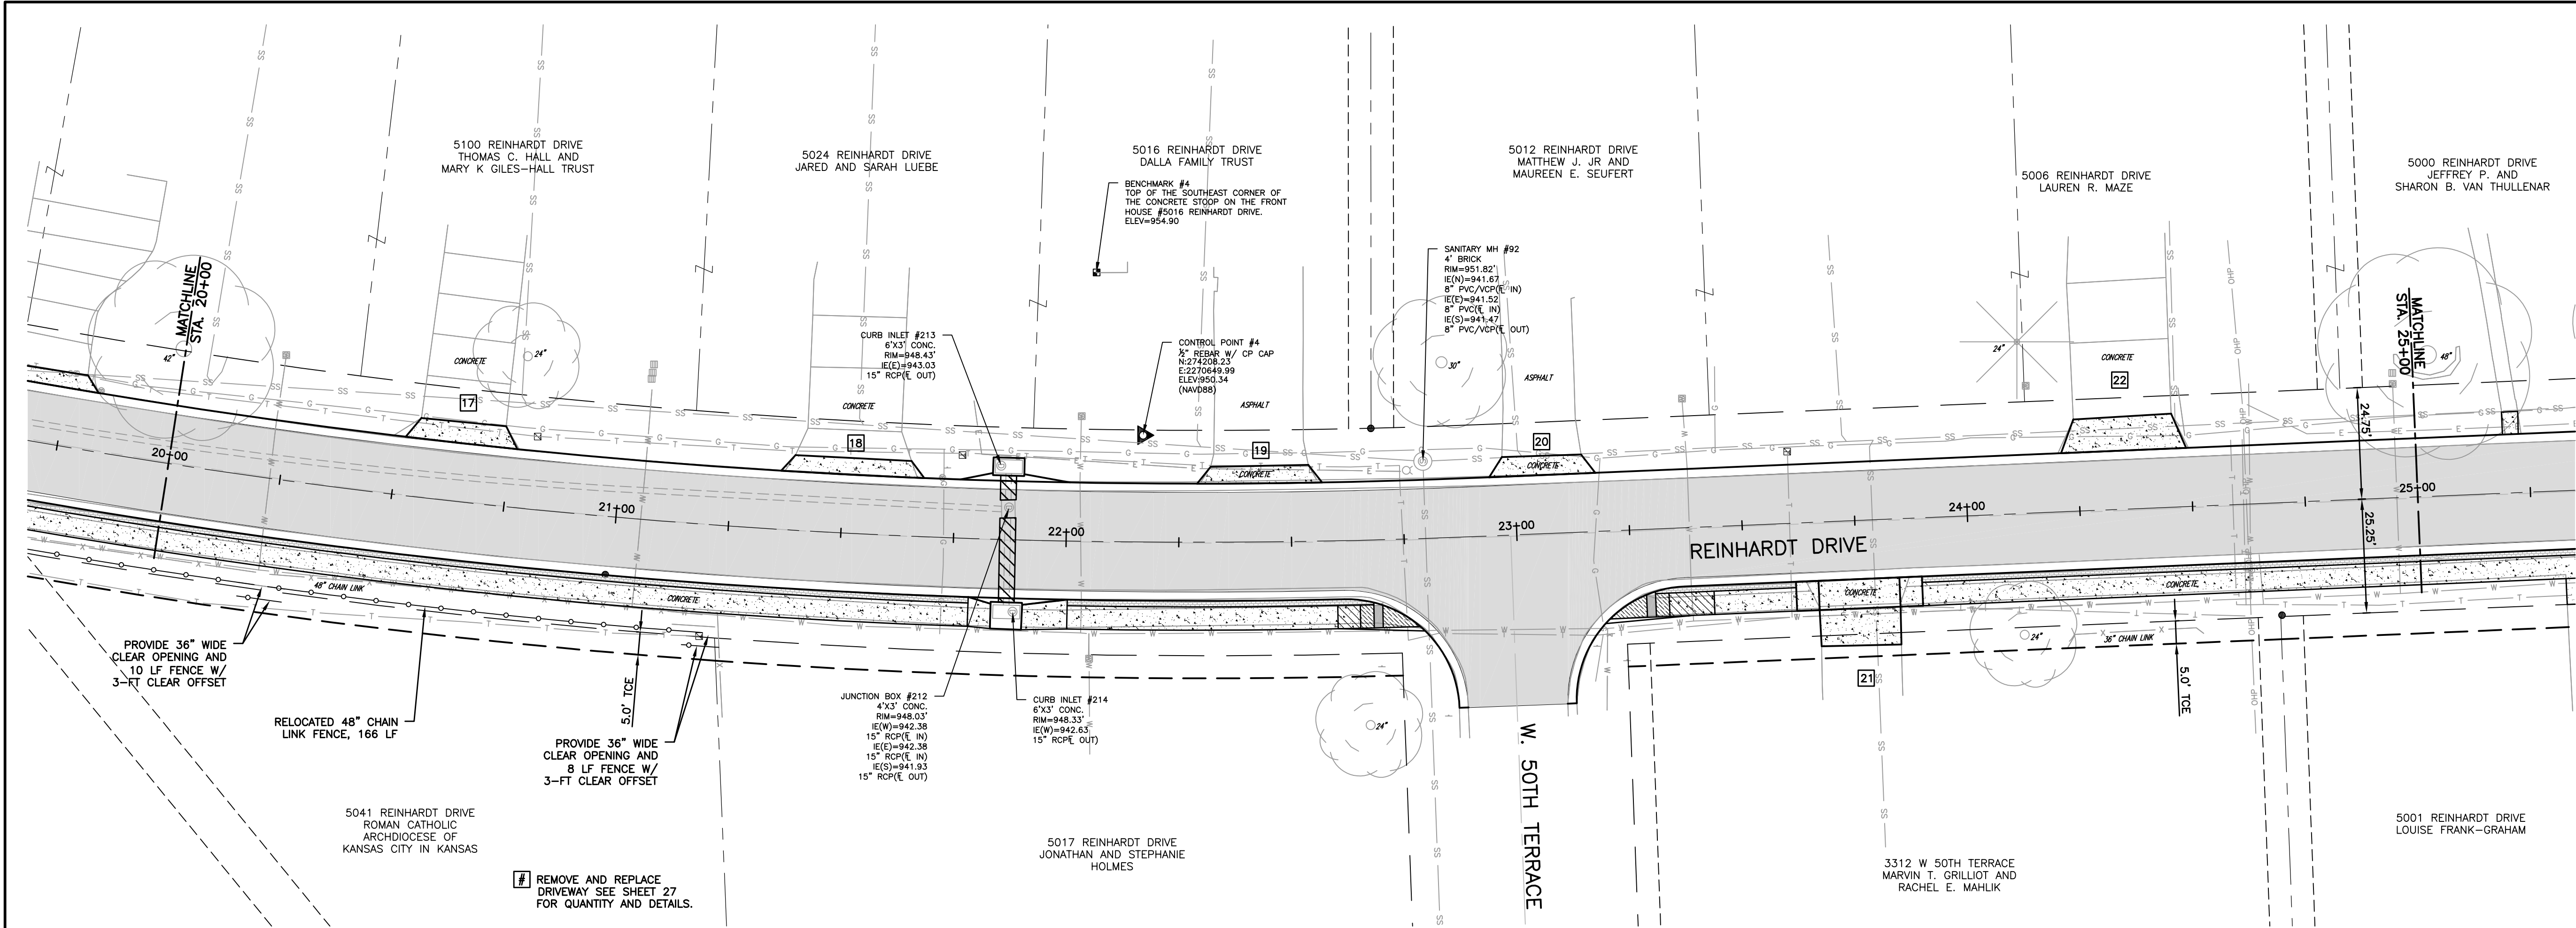 5100 REINHARDT DRIVE
THOMAS C. HALL AND
MARY K GILES-HALL TRUST
5024 REINHARDT DRIVE
JARED AND SARAH LUEBE
5016 REINHARDT DRIVE
DALLA FAMILY TRUST
5012 REINHARDT DRIVE
MATTHEW J. JR AND
MAUREEN E. SEUFERT
5006 REINHARDT DRIVE
LAUREN R. MAZE
5000 REINHARDT DRIVE
JEFFREY P. AND
SHARON B. VAN THULLENAR
BENCHMARK #4
TOP OF THE SOUTHEAST CORNER OF
THE CONCRETE STOOP ON THE FRONT
HOUSE #5016 REINHARDT DRIVE.
ELEV=954.90
SANITARY MH #92
4' BRICK
RIM=951.82'
IE(N)=941.67
8" PVC/VCP(FL IN)
IE(E)=941.52
8" PVC(FL IN)
IE(S)=941.47
8" PVC/VCP(FL OUT)
MATCHLINE
STA. 20+00
MATCHLINE
STA. 25+00
CURB INLET #213
6'X3' CONC.
RIM=948.43'
IE(E)=943.03
15" RCP(FL OUT)
CONTROL POINT #4
½" REBAR W/ CP CAP
N:274208.23
E:2270649.99
ELEV:950.34
(NAVD88)
42"
CONCRETE
24"
30"
ASPHALT
24"
CONCRETE
48"
17
CONCRETE
18
ASPHALT
19
CONCRETE
20
CONCRETE
22
24.75'
25.25'
20+00
21+00
22+00
23+00
24+00
25+00
REINHARDT DRIVE
48" CHAIN LINK
CONCRETE
CONCRETE
CONCRETE
36" CHAIN LINK
24"
21
5.0' TCE
5.0' TCE
PROVIDE 36" WIDE
CLEAR OPENING AND
10 LF FENCE W/
3-FT CLEAR OFFSET
RELOCATED 48" CHAIN
LINK FENCE, 166 LF
PROVIDE 36" WIDE
CLEAR OPENING AND
8 LF FENCE W/
3-FT CLEAR OFFSET
JUNCTION BOX #212
4'X3' CONC.
RIM=948.03'
IE(W)=942.38
15" RCP(FL IN)
IE(E)=942.38
15" RCP(FL IN)
IE(S)=941.93
15" RCP(FL OUT)
CURB INLET #214
6'X3' CONC.
RIM=948.33'
IE(W)=942.63
15" RCPFL OUT)
24"
W. 50TH TERRACE
5041 REINHARDT DRIVE
ROMAN CATHOLIC
ARCHDIOCESE OF
KANSAS CITY IN KANSAS
5017 REINHARDT DRIVE
JONATHAN AND STEPHANIE
HOLMES
3312 W 50TH TERRACE
MARVIN T. GRILLIOT AND
RACHEL E. MAHLIK
5001 REINHARDT DRIVE
LOUISE FRANK-GRAHAM
# REMOVE AND REPLACE
DRIVEWAY SEE SHEET 27
FOR QUANTITY AND DETAILS.